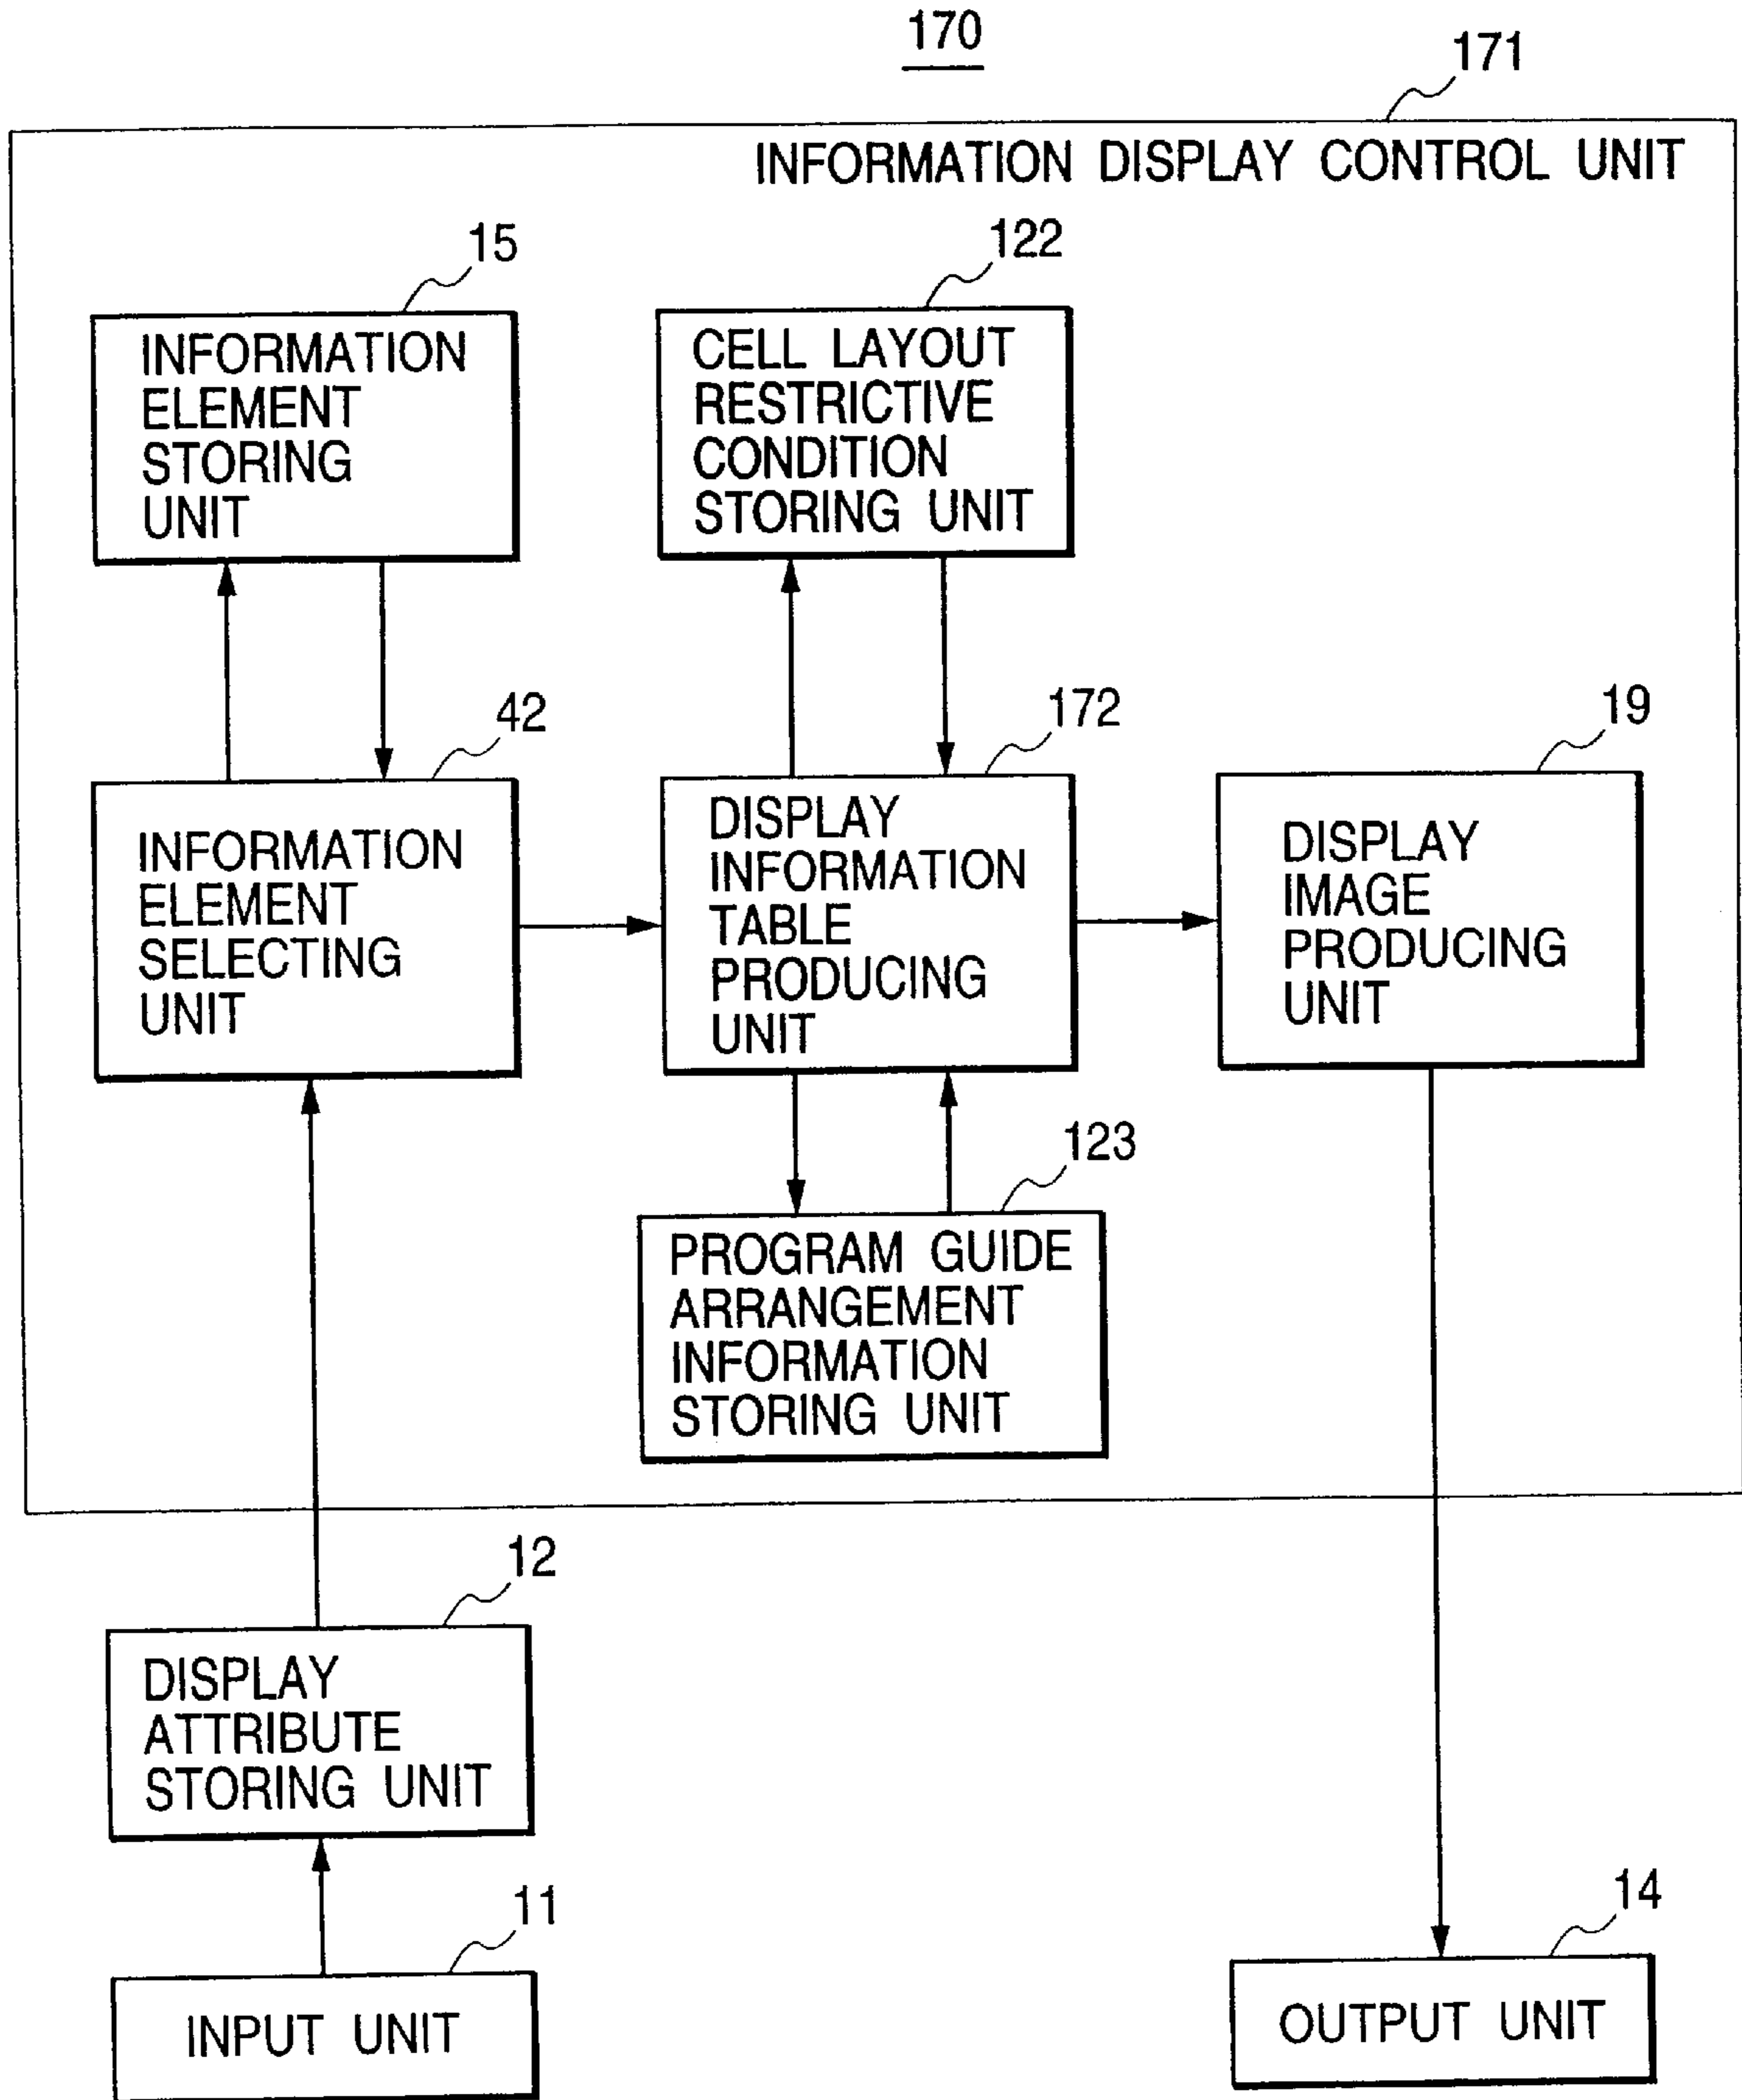 170
171
INFORMATION DISPLAY CONTROL UNIT
15
INFORMATION
ELEMENT
STORING
UNIT
122
CELL LAYOUT
RESTRICTIVE
CONDITION
STORING UNIT
42
INFORMATION
ELEMENT
SELECTING
UNIT
172
DISPLAY
INFORMATION
TABLE
PRODUCING
UNIT
19
DISPLAY
IMAGE
PRODUCING
UNIT
123
PROGRAM GUIDE
ARRANGEMENT
INFORMATION
STORING UNIT
12
DISPLAY
ATTRIBUTE
STORING UNIT
11
INPUT UNIT
14
OUTPUT UNIT